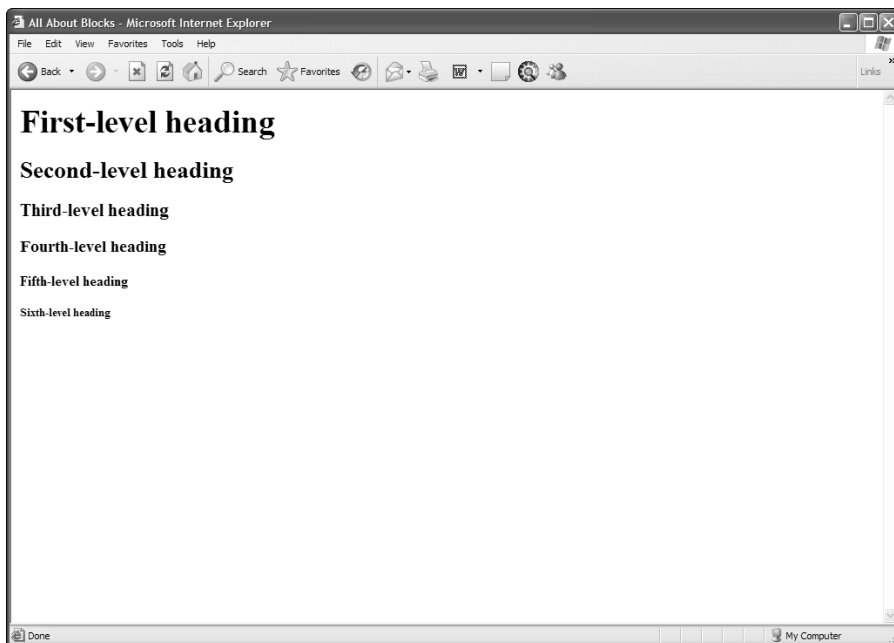 All About Blocks - Microsoft Internet Explorer
File Edit View Favorites Tools Help
Back Search Favorites W Links »
First-level heading
Second-level heading
Third-level heading
Fourth-level heading
Fifth-level heading
Sixth-level heading
Done My Computer